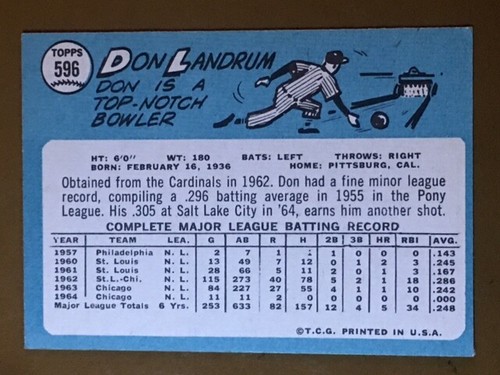 TOPPS
596
DON LANDRUM
DON IS A
TOP-NOTCH
BOWLER
HT: 6'0" WT: 180 BATS: LEFT THROWS: RIGHT
BORN: FEBRUARY 16, 1936 HOME: PITTSBURG, CAL.
Obtained from the Cardinals in 1962. Don had a fine minor league
record, compiling a .296 batting average in 1955 in the Pony
League. His .305 at Salt Lake City in '64, earns him another shot.
COMPLETE MAJOR LEAGUE BATTING RECORD
YEAR TEAM LEA. G AB R H 2B 3B HR RBI AVG.
1957 Philadelphia N. L. 2 7 1 1 1 0 0 0 .143
1960 St. Louis N. L. 13 49 7 12 0 1 2 3 .245
1961 St. Louis N. L. 28 66 5 11 2 0 1 3 .167
1962 St.L.-Chi. N. L. 115 273 40 78 5 2 1 18 .286
1963 Chicago N. L. 84 227 27 55 4 1 1 10 .242
1964 Chicago N. L. 11 11 2 0 0 0 0 0 .000
Major League Totals 6 Yrs. 253 633 82 157 12 4 5 34 .248
©T.C.G. PRINTED IN U.S.A.